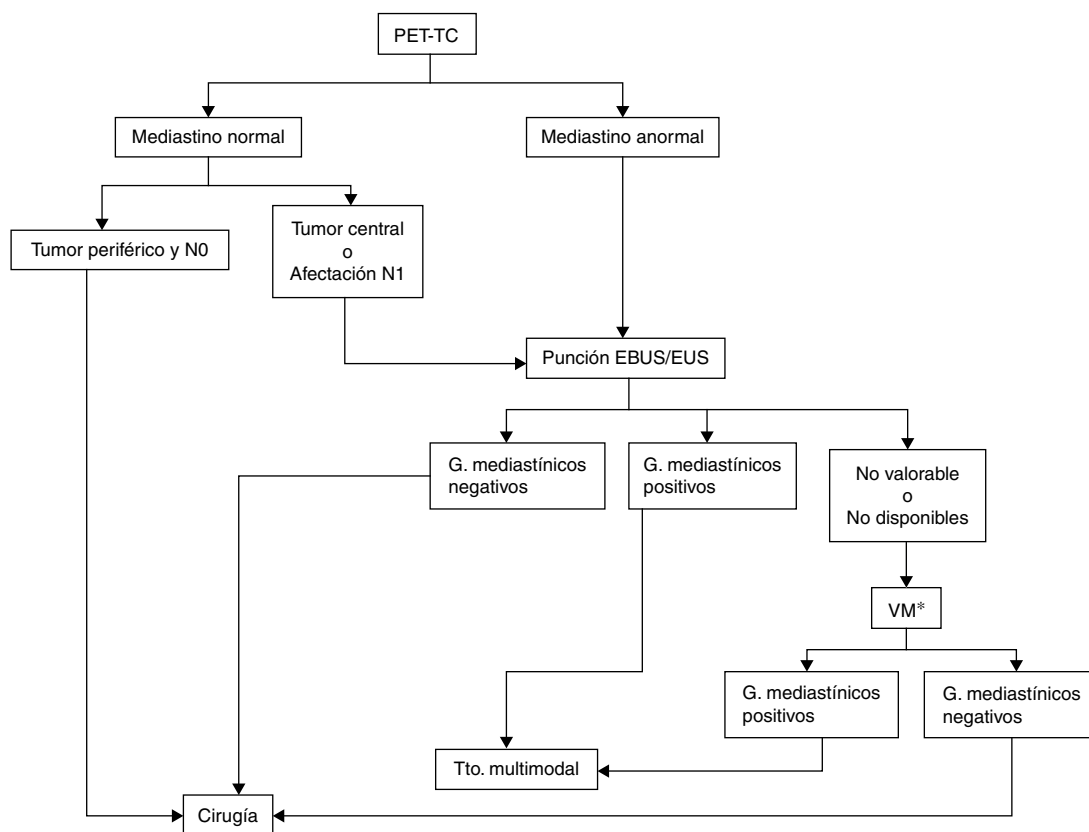 PET-TC
Mediastino normal
Mediastino anormal
Tumor periférico y N0
Tumor central
o
Afectación N1
Punción EBUS/EUS
G. mediastínicos
negativos
G. mediastínicos
positivos
No valorable
o
No disponibles
VM*
G. mediastínicos
positivos
G. mediastínicos
negativos
Tto. multimodal
Cirugía